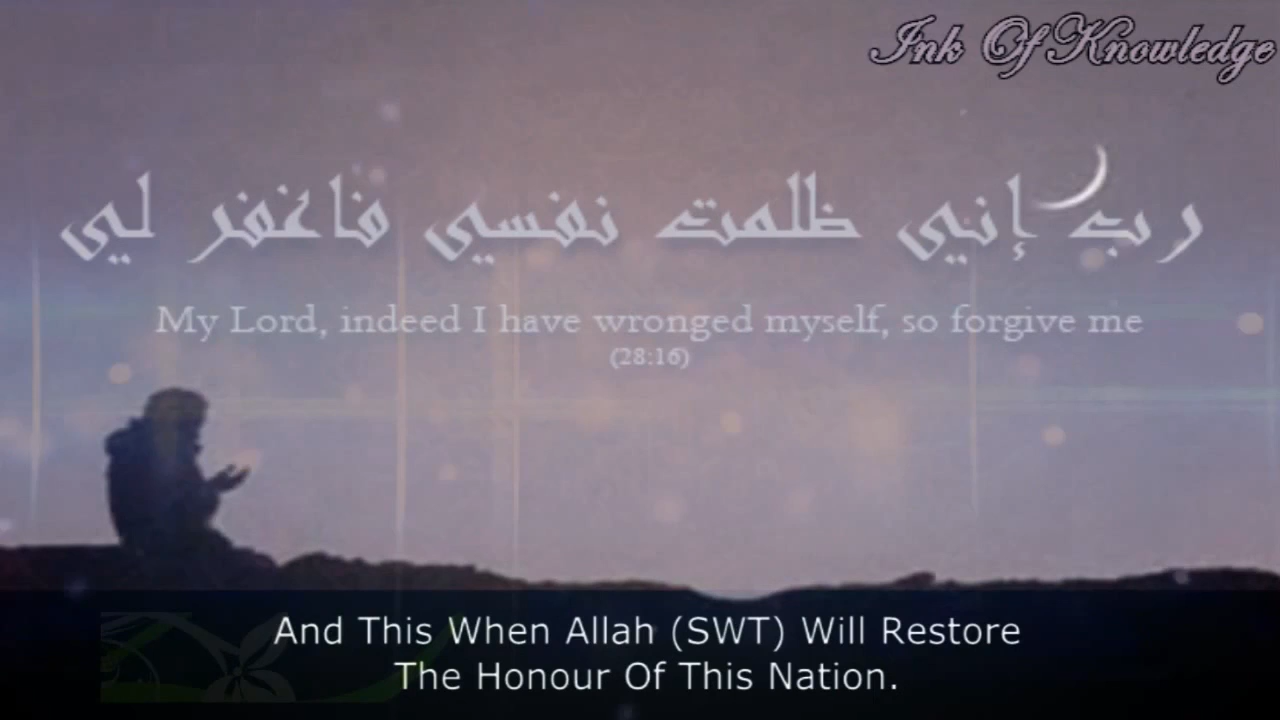 Ink Of Knowledge
رب إني ظلمت نفسي فاغفر لي
My Lord, indeed I have wronged myself, so forgive me
(28:16)
And This When Allah (SWT) Will Restore
The Honour Of This Nation.